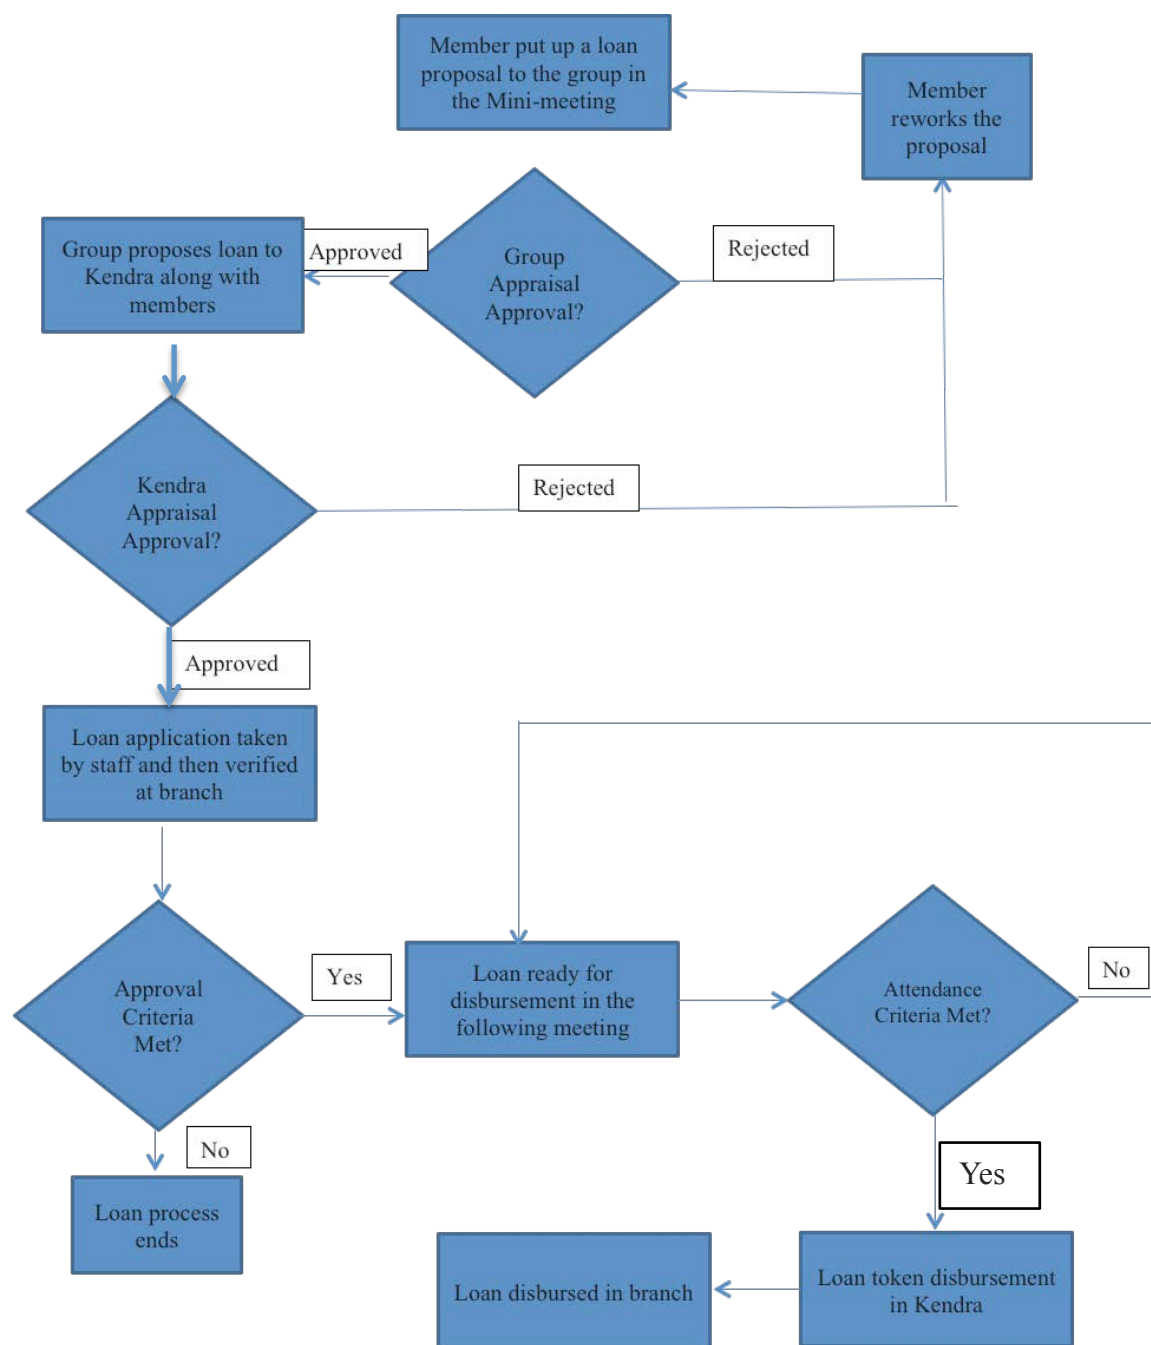 Member put up a loan
proposal to the group in
the Mini-meeting
Member
reworks the
proposal
Group proposes loan to
Kendra along with
members
Approved
Group
Appraisal
Approval?
Rejected
Kendra
Appraisal
Approval?
Rejected
Approved
Loan application taken
by staff and then verified
at branch
Approval
Criteria
Met?
Yes
Loan ready for
disbursement in the
following meeting
Attendance
Criteria Met?
No
No
Yes
Loan process
ends
Loan disbursed in branch
Loan token disbursement
in Kendra